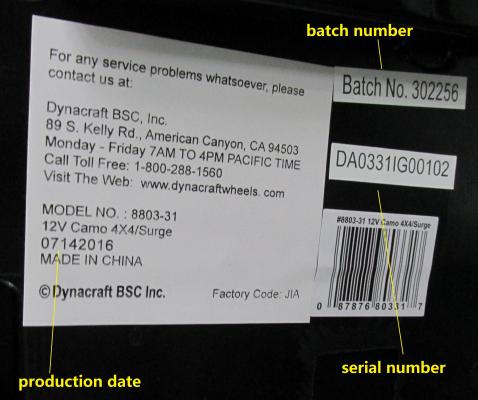 batch number
For any service problems whatsoever, please
contact us at:
Dynacraft BSC, Inc.
89 S. Kelly Rd., American Canyon, CA 94503
Monday - Friday 7AM TO 4PM PACIFIC TIME
Call Toll Free: 1-800-288-1560
Visit The Web: www.dynacraftwheels.com
MODEL NO. : 8803-31
12V Camo 4X4/Surge
07142016
MADE IN CHINA
©Dynacraft BSC Inc. Factory Code: JIA
Batch No. 302256
DA0331IG00102
#8803-31 12V Camo 4X4/Surge
0 87876 80331 7
serial number
production date